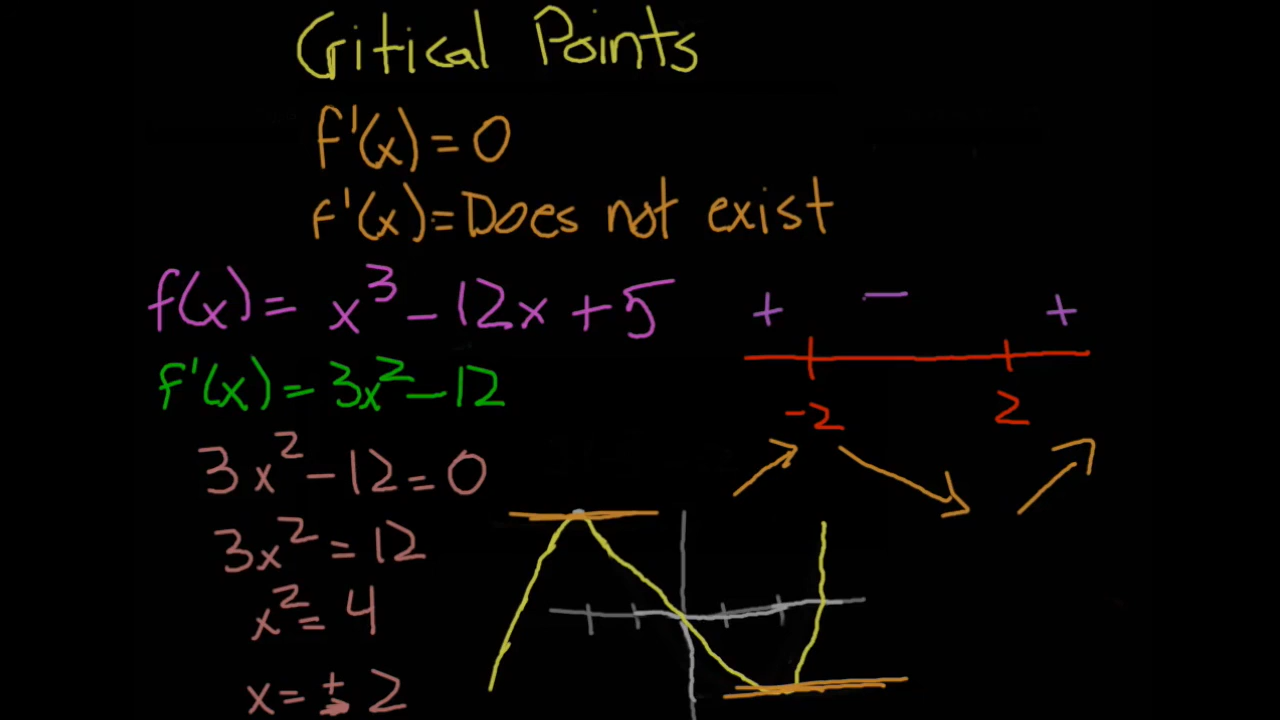 Critical Points
f'(x) = 0
f'(x) = Does not exist
f(x) = x³ - 12x + 5
+ - +
-2 2
f'(x) = 3x² - 12
3x² - 12 = 0
3x² = 12
x² = 4
x = ± 2